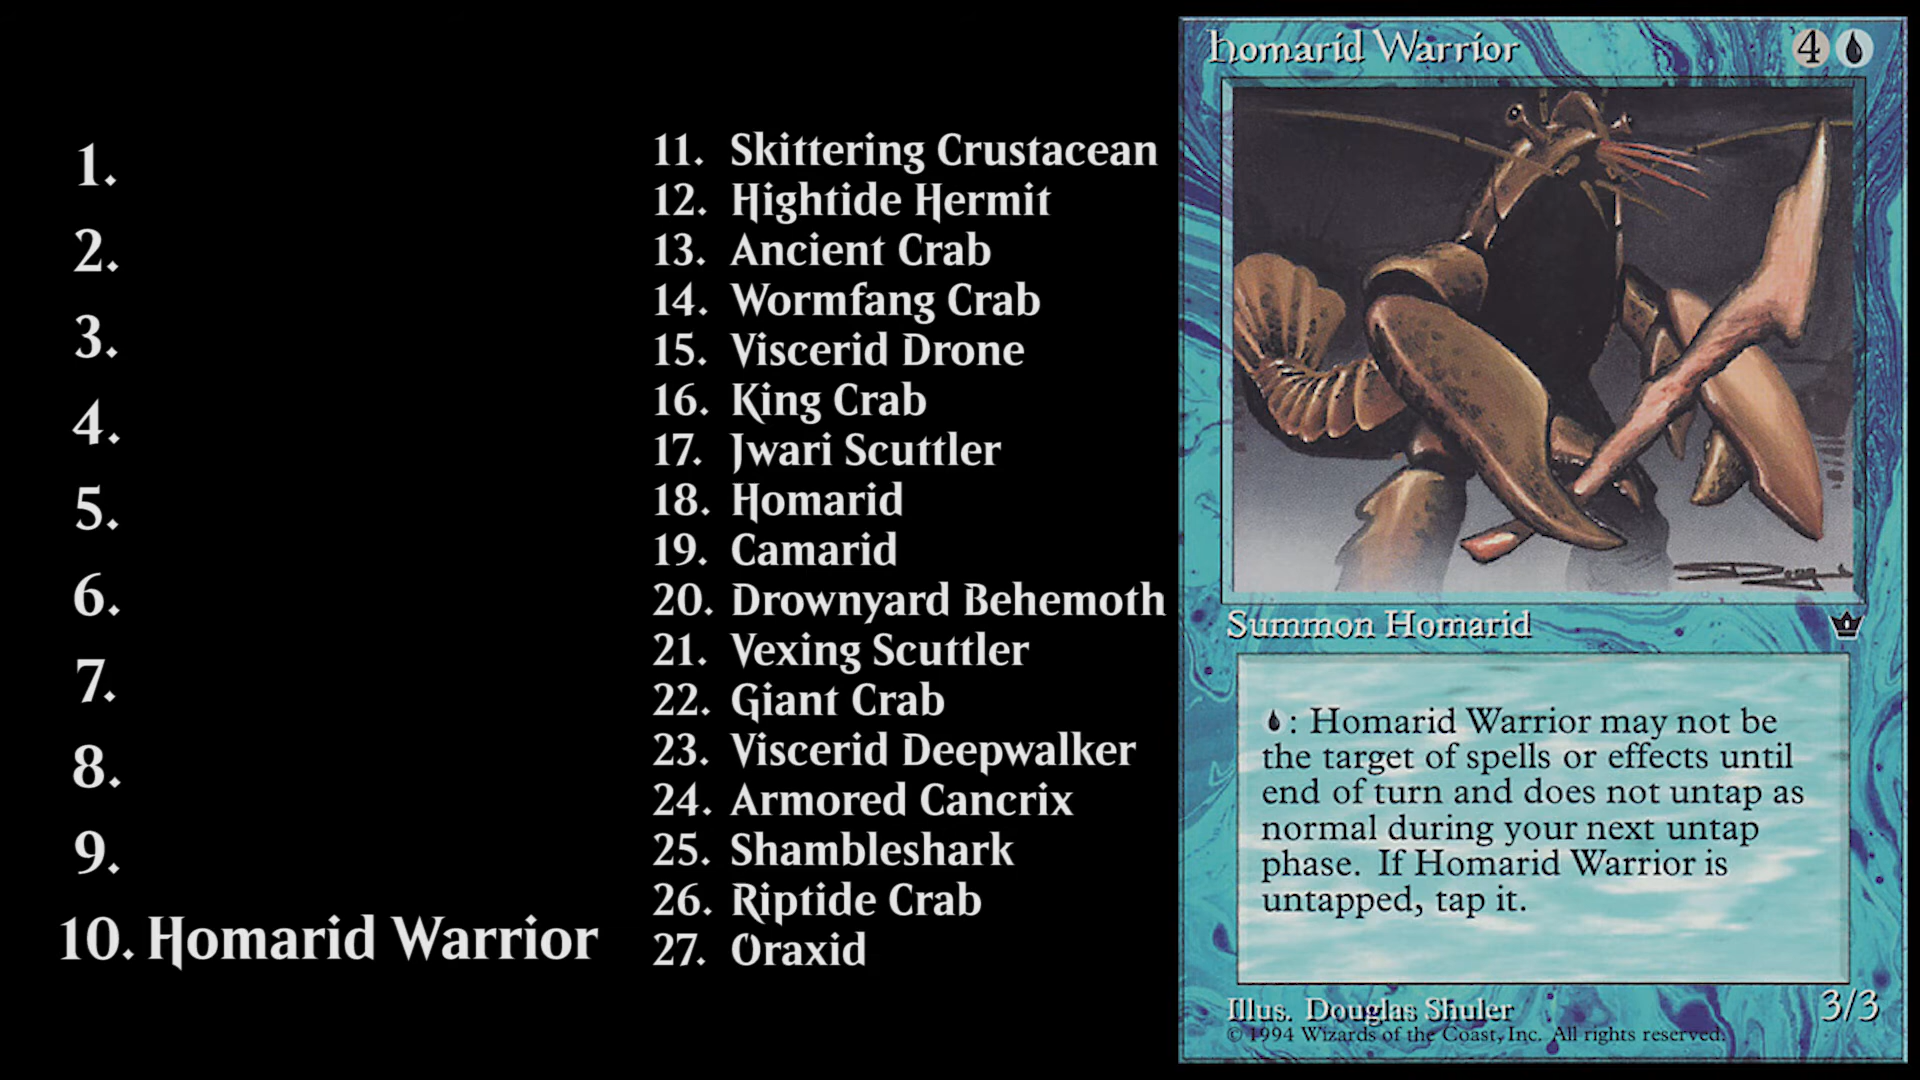 1.
2.
3.
4.
5.
6.
7.
8.
9.
10. Homarid Warrior
11. Skittering Crustacean
12. Hightide Hermit
13. Ancient Crab
14. Wormfang Crab
15. Viscerid Drone
16. King Crab
17. Jwari Scuttler
18. Homarid
19. Camarid
20. Drownyard Behemoth
21. Vexing Scuttler
22. Giant Crab
23. Viscerid Deepwalker
24. Armored Cancrix
25. Shambleshark
26. Riptide Crab
27. Oraxid
Homarid Warrior 4
Summon Homarid
: Homarid Warrior may not be
the target of spells or effects until
end of turn and does not untap as
normal during your next untap
phase. If Homarid Warrior is
untapped, tap it.
Illus. Douglas Shuler 3/3
© 1994 Wizards of the Coast, Inc. All rights reserved.